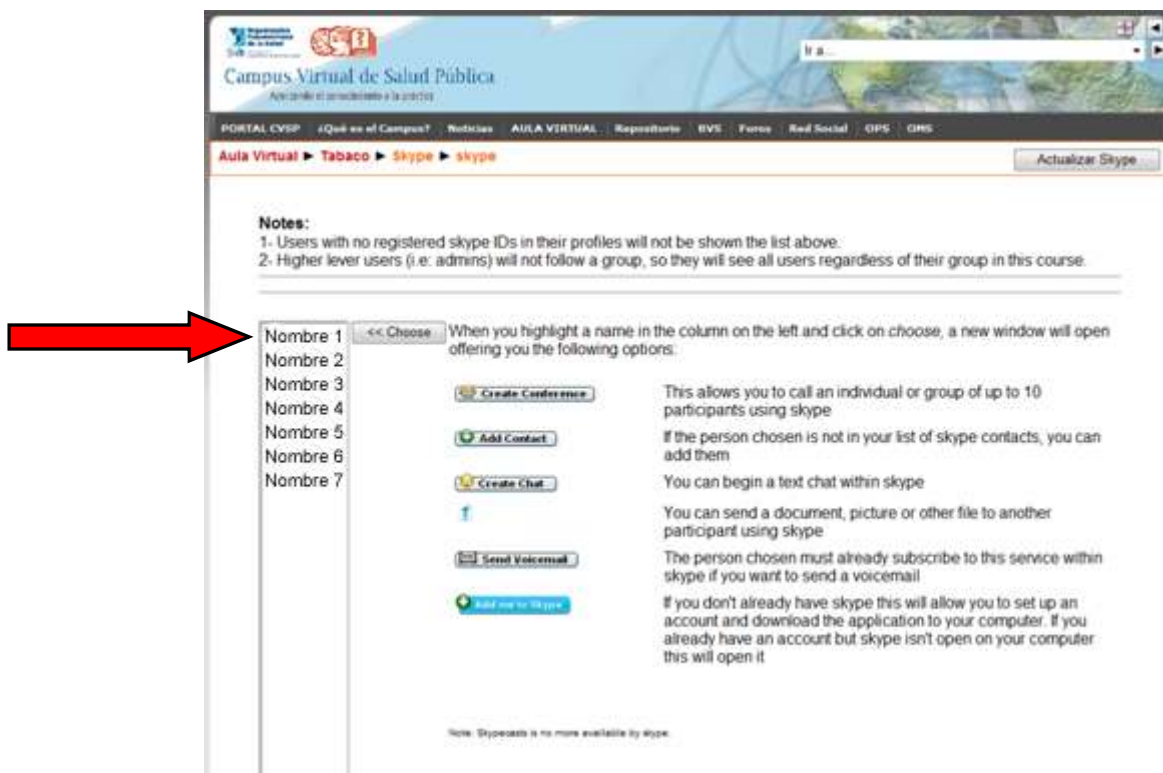 Organización
Panamericana
de la Salud
Ir a...
Campus Virtual de Salud Pública
PORTAL CVSP ¿Qué es el Campus? Noticias AULA VIRTUAL Repositorio BVS Foros Red Social OPS OMS
Aula Virtual ► Tabaco ► Skype ► skype
Actualizar Skype
Notes:
1- Users with no registered skype IDs in their profiles will not be shown the list above.
2- Higher lever users (i.e: admins) will not follow a group, so they will see all users regardless of their group in this course.
Nombre 1
Nombre 2
Nombre 3
Nombre 4
Nombre 5
Nombre 6
Nombre 7
<< Choose
When you highlight a name in the column on the left and click on choose, a new window will open
offering you the following options:
Create Conference
This allows you to call an individual or group of up to 10
participants using skype
Add Contact
If the person chosen is not in your list of skype contacts, you can
add them
Create Chat
You can begin a text chat within skype
You can send a document, picture or other file to another
participant using skype
Send Voicemail
The person chosen must already subscribe to this service within
skype if you want to send a voicemail
Add me to Skype
If you don't already have skype this will allow you to set up an
account and download the application to your computer. If you
already have an account but skype isn't open on your computer
this will open it
Note: Skypecasts is no more available by skype.